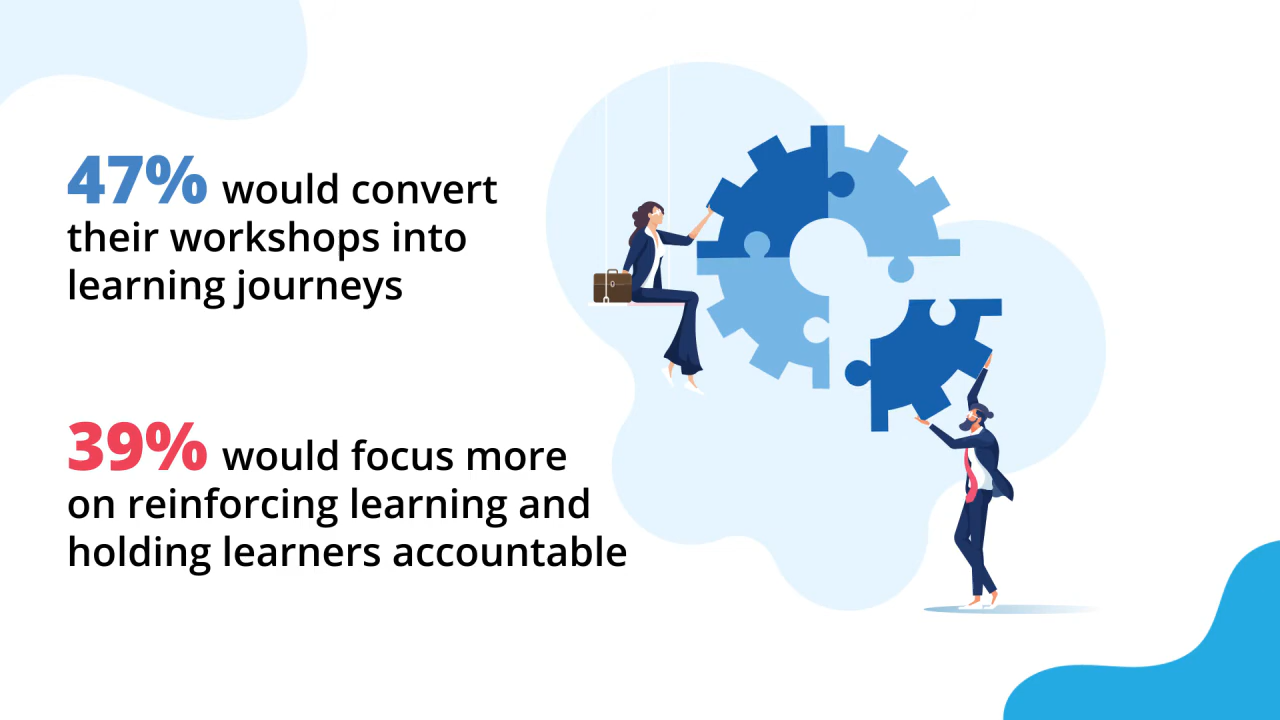 47% would convert
their workshops into
learning journeys
39% would focus more
on reinforcing learning and
holding learners accountable